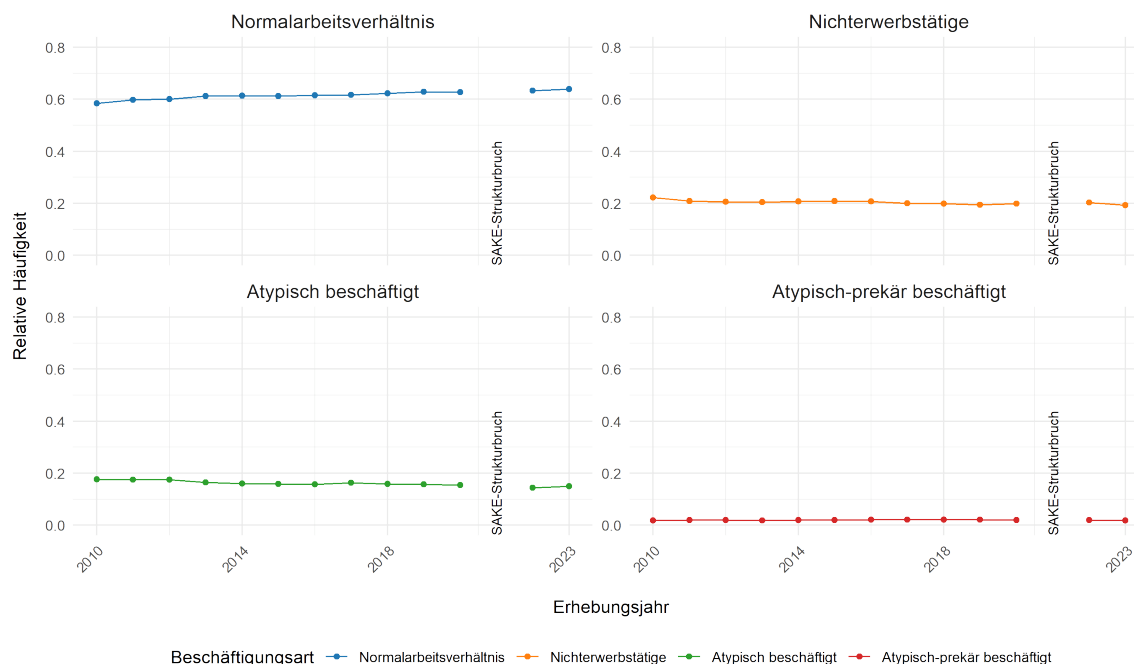 Normalarbeitsverhältnis
Nichterwerbstätige
0.8
0.6
0.4
0.2
0.0
SAKE-Strukturbruch
0.8
0.6
0.4
0.2
0.0
SAKE-Strukturbruch
Relative Häufigkeit
Atypisch beschäftigt
Atypisch-prekär beschäftigt
0.8
0.6
0.4
0.2
0.0
SAKE-Strukturbruch
0.8
0.6
0.4
0.2
0.0
SAKE-Strukturbruch
2010 2014 2018 2023
2010 2014 2018 2023
Erhebungsjahr
Beschäftigungsart Normalarbeitsverhältnis Nichterwerbstätige Atypisch beschäftigt Atypisch-prekär beschäftigt